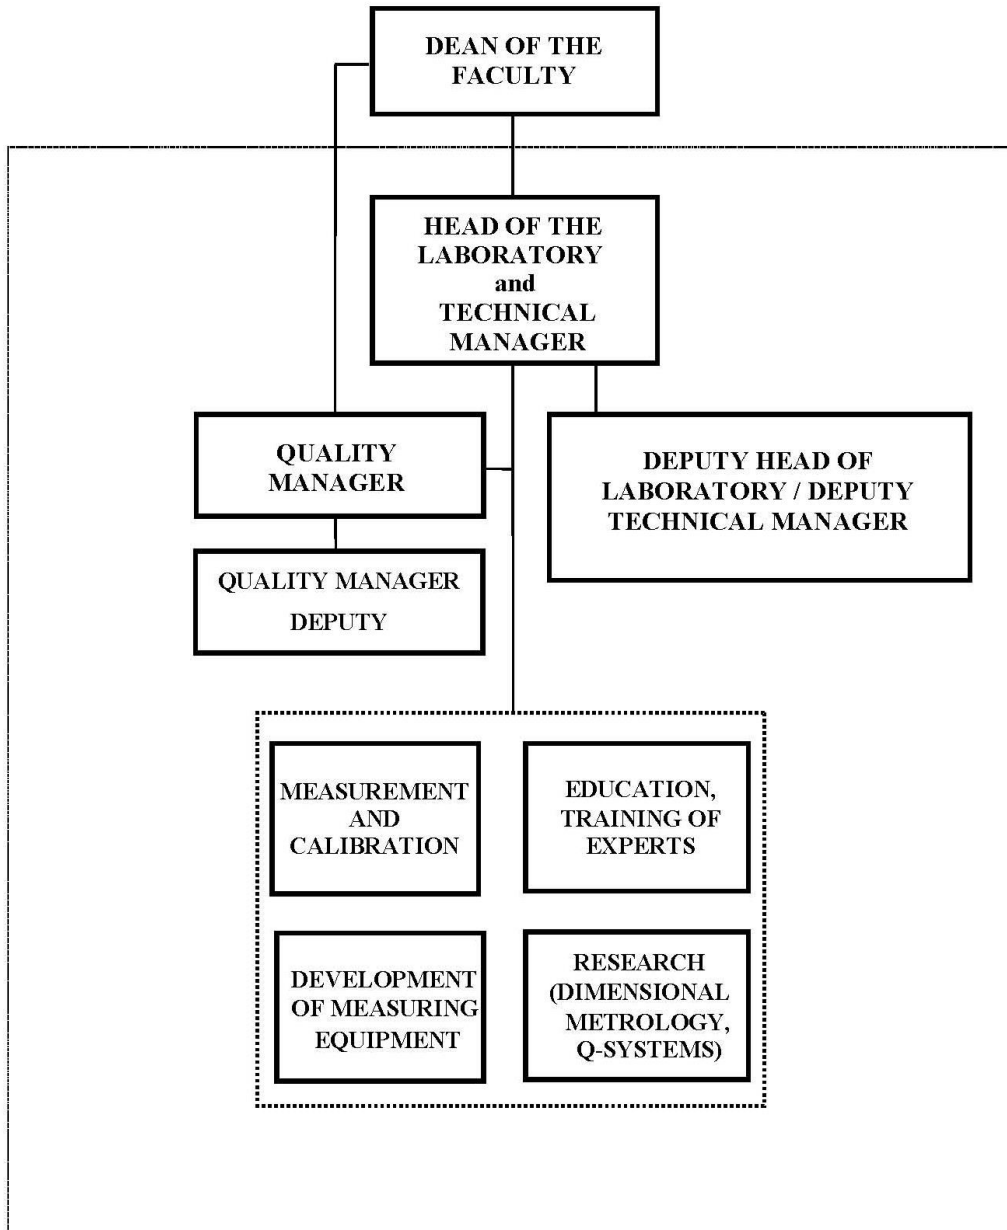 DEAN OF THE
FACULTY
HEAD OF THE
LABORATORY
and
TECHNICAL
MANAGER
QUALITY
MANAGER
DEPUTY HEAD OF
LABORATORY / DEPUTY
TECHNICAL MANAGER
QUALITY MANAGER
DEPUTY
MEASUREMENT
AND
CALIBRATION
EDUCATION,
TRAINING OF
EXPERTS
DEVELOPMENT
OF MEASURING
EQUIPMENT
RESEARCH
(DIMENSIONAL
METROLOGY,
Q-SYSTEMS)